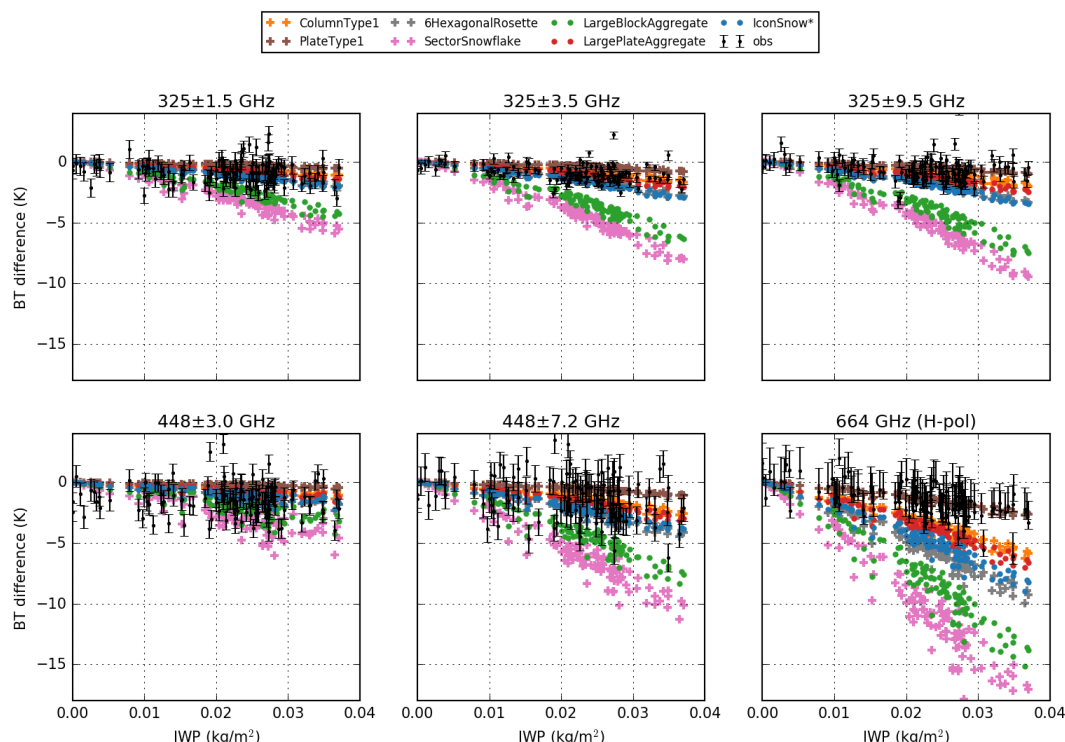 ColumnType1 6HexagonalRosette LargeBlockAggregate IconSnow*
PlateType1 SectorSnowflake LargePlateAggregate obs
325±1.5 GHz 325±3.5 GHz 325±9.5 GHz
BT difference (K)
0
−5
−10
−15
448±3.0 GHz 448±7.2 GHz 664 GHz (H-pol)
BT difference (K)
0
−5
−10
−15
0.00 0.01 0.02 0.03 0.04 0.00 0.01 0.02 0.03 0.04 0.00 0.01 0.02 0.03 0.04
IWP (kg/m²) IWP (kg/m²) IWP (kg/m²)